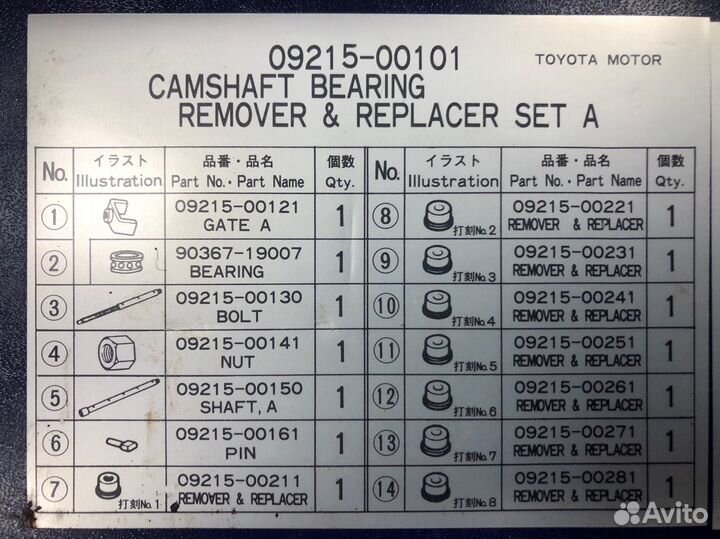 09215-00101
TOYOTA MOTOR
CAMSHAFT BEARING
REMOVER & REPLACER SET A
No. イラスト Illustration 品番・品名 Part No.・Part Name 個数 Qty.
① 09215-00121 GATE A 1
② 90367-19007 BEARING 1
③ 09215-00130 BOLT 1
④ 09215-00141 NUT 1
⑤ 09215-00150 SHAFT, A 1
⑥ 09215-00161 PIN 1
⑦ 打刻No.1 09215-00211 REMOVER & REPLACER 1
No. イラスト Illustration 品番・品名 Part No.・Part Name 個数 Qty.
⑧ 打刻No.2 09215-00221 REMOVER & REPLACER 1
⑨ 打刻No.3 09215-00231 REMOVER & REPLACER 1
⑩ 打刻No.4 09215-00241 REMOVER & REPLACER 1
⑪ 打刻No.5 09215-00251 REMOVER & REPLACER 1
⑫ 打刻No.6 09215-00261 REMOVER & REPLACER 1
⑬ 打刻No.7 09215-00271 REMOVER & REPLACER 1
⑭ 打刻No.8 09215-00281 REMOVER & REPLACER 1
Avito